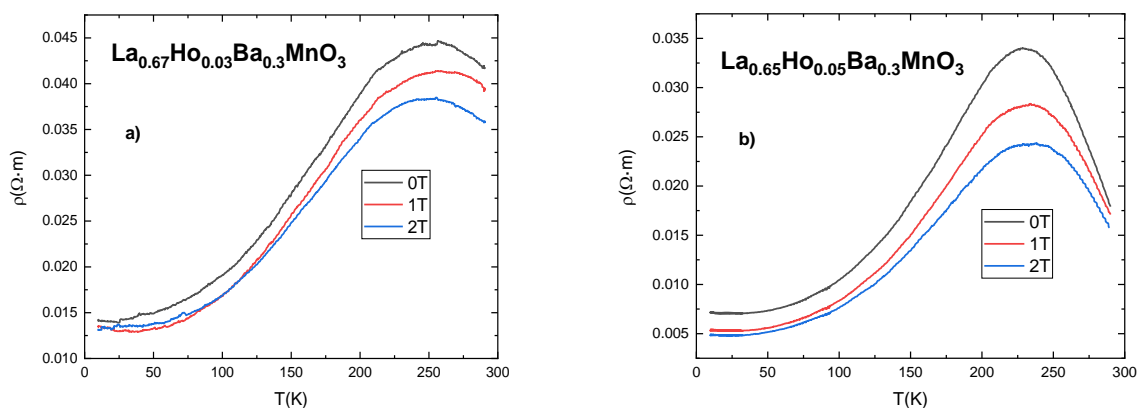 La0.67Ho0.03Ba0.3MnO3
a)
0T
1T
2T
ρ(Ω·m)
0.045
0.040
0.035
0.030
0.025
0.020
0.015
0.010
0 50 100 150 200 250 300
T(K)
La0.65Ho0.05Ba0.3MnO3
b)
0T
1T
2T
ρ(Ω·m)
0.035
0.030
0.025
0.020
0.015
0.010
0.005
0 50 100 150 200 250 300
T(K)